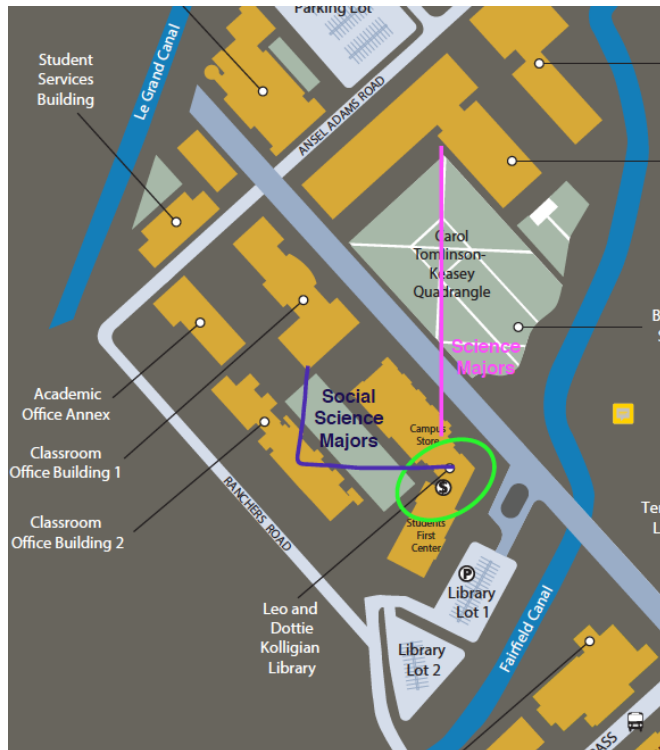 Parking Lot
Student
Services
Building
Le Grand Canal
ANSEL ADAMS ROAD
Carol
Tomlinson-
Keasey
Quadrangle
B
S
Science
Majors
Academic
Office Annex
Social
Science
Majors
Campus
Store
Classroom
Office Building 1
RANCHERS ROAD
S
Classroom
Office Building 2
Students
First
Center
Ter
L
P
Library
Lot 1
Leo and
Dottie
Kolligian
Library
Library
Lot 2
Fairfield Canal
PASS